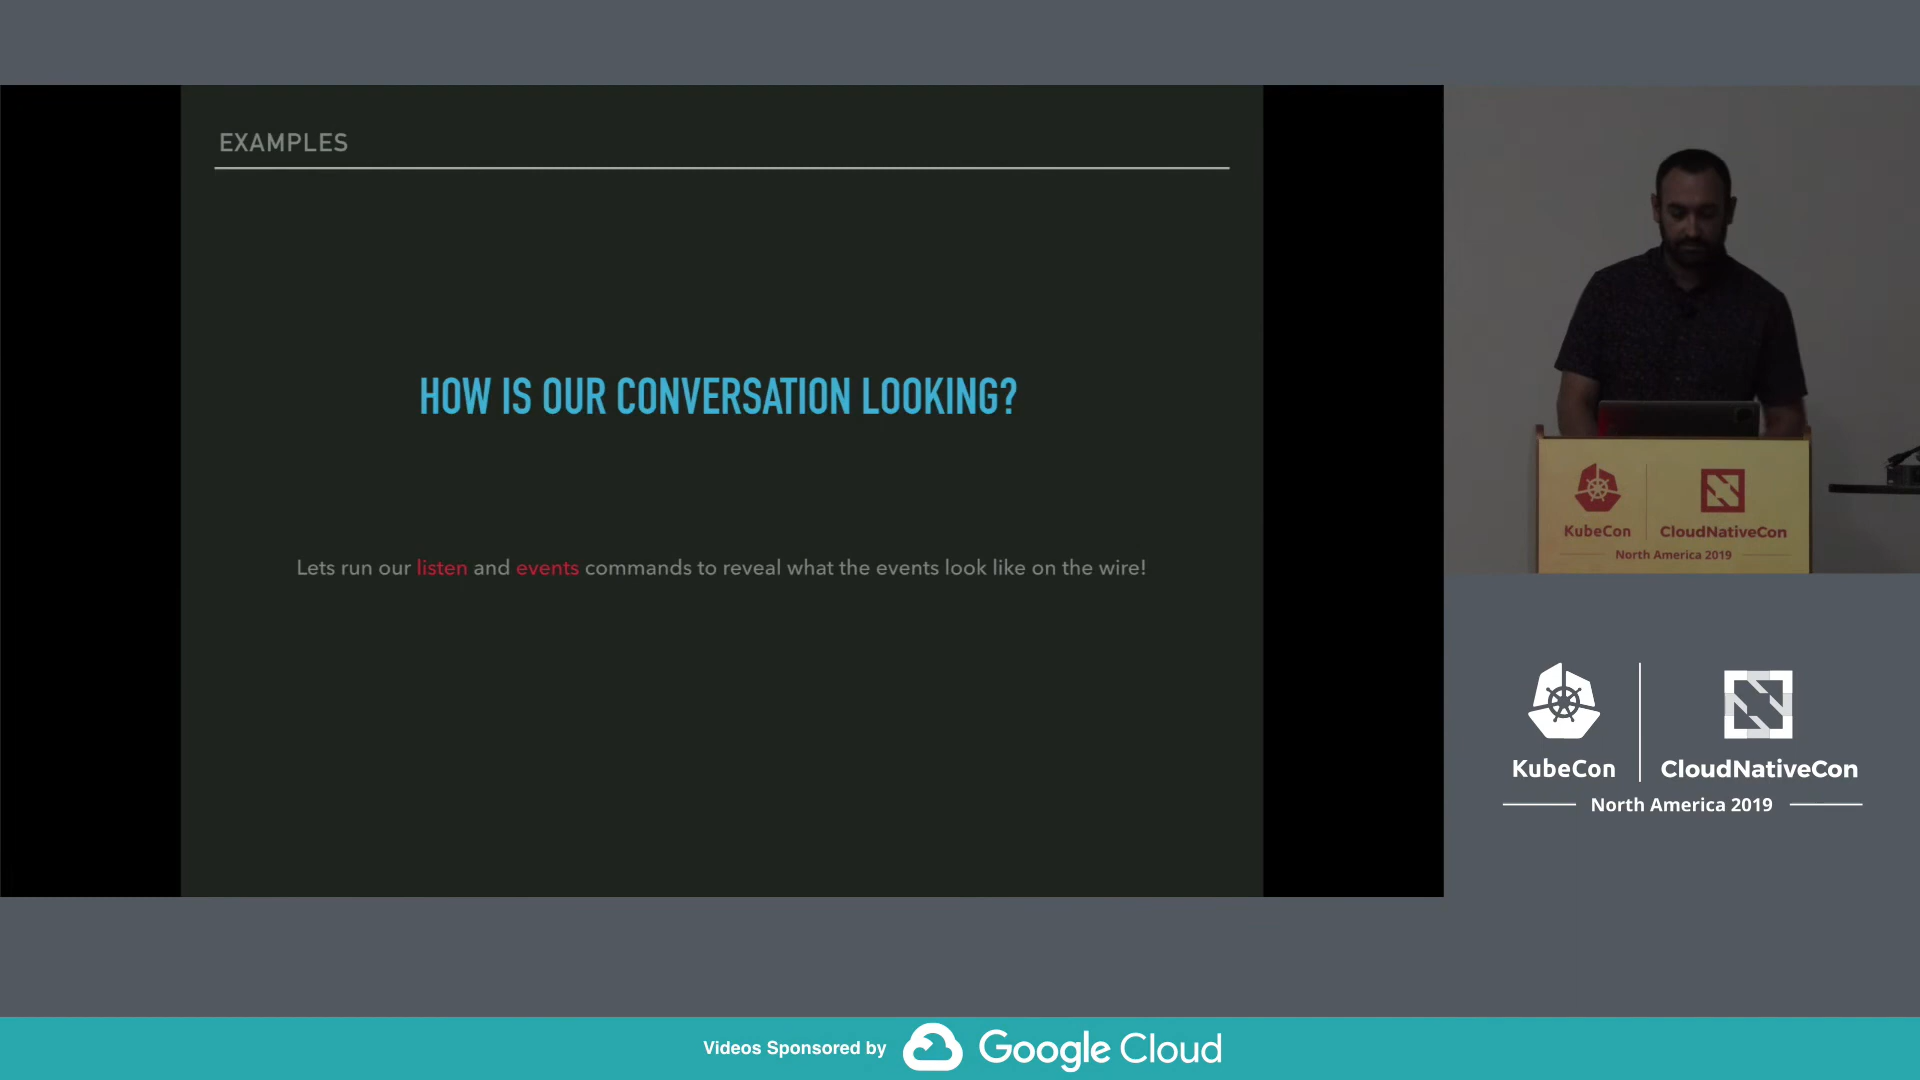 EXAMPLES
HOW IS OUR CONVERSATION LOOKING?
Lets run our listen and events commands to reveal what the events look like on the wire!
KubeCon
CloudNativeCon
North America 2019
KubeCon
CloudNativeCon
North America 2019
Videos Sponsored by
Google Cloud